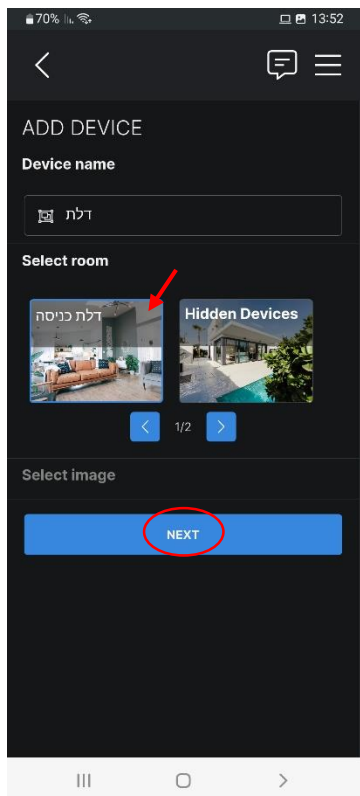 70% 13:52
ADD DEVICE
Device name
דלת
Select room
דלת כניסה
Hidden Devices
1/2
Select image
NEXT